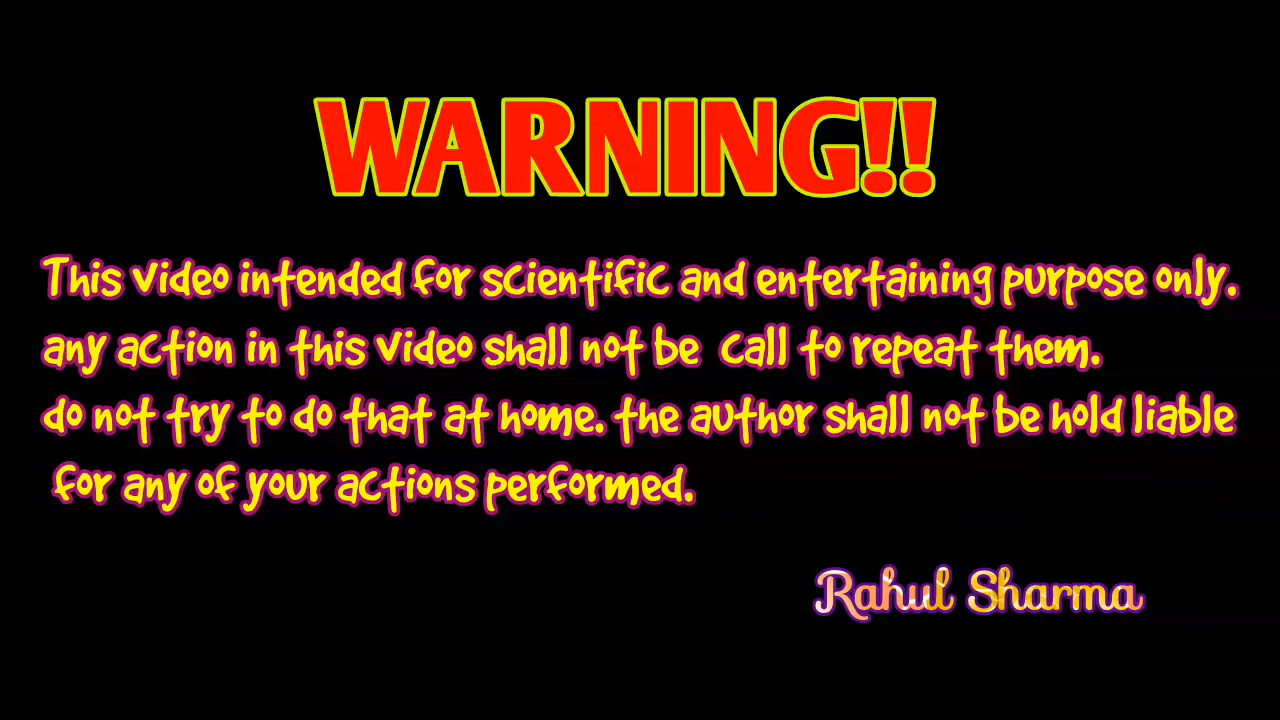 WARNING!!
This video intended for scientific and entertaining purpose only.
any action in this video shall not be call to repeat them.
do not try to do that at home. the author shall not be hold liable
for any of your actions performed.
Rahul Sharma